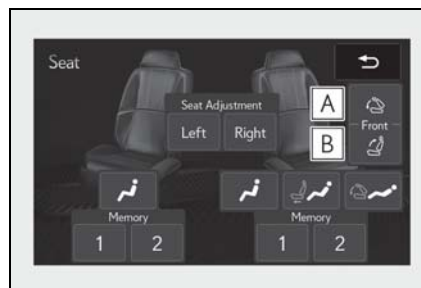 Seat
Seat Adjustment
A
Left Right
Front
B
Memory
Memory
1 2
1 2